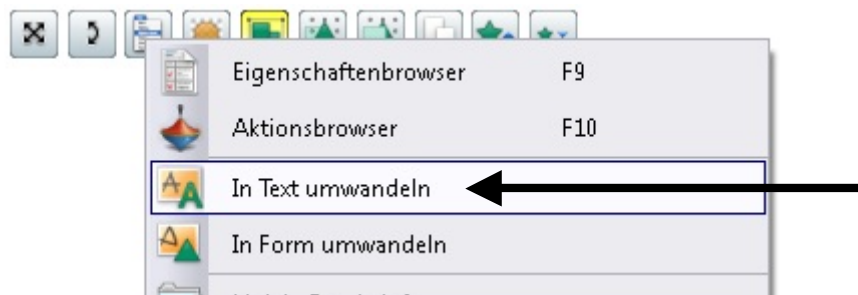 Eigenschaftenbrowser F9
Aktionsbrowser F10
In Text umwandeln
In Form umwandeln